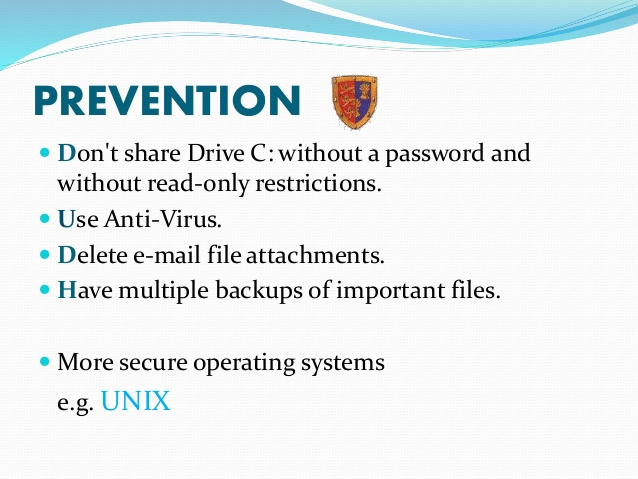 PREVENTION
Don't share Drive C: without a password and
without read-only restrictions.
Use Anti-Virus.
Delete e-mail file attachments.
Have multiple backups of important files.
More secure operating systems
e.g. UNIX